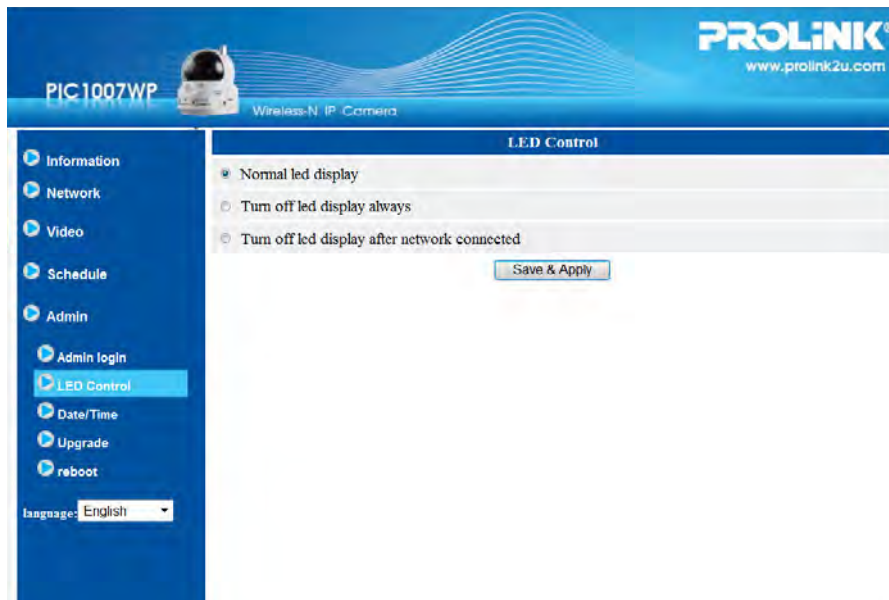 PROLiNK®
www.prolink2u.com
PIC1007WP
Wireless-N IP Camera
Information
Network
Video
Schedule
Admin
Admin login
LED Control
Date/Time
Upgrade
reboot
language: English
LED Control
Normal led display
Turn off led display always
Turn off led display after network connected
Save & Apply